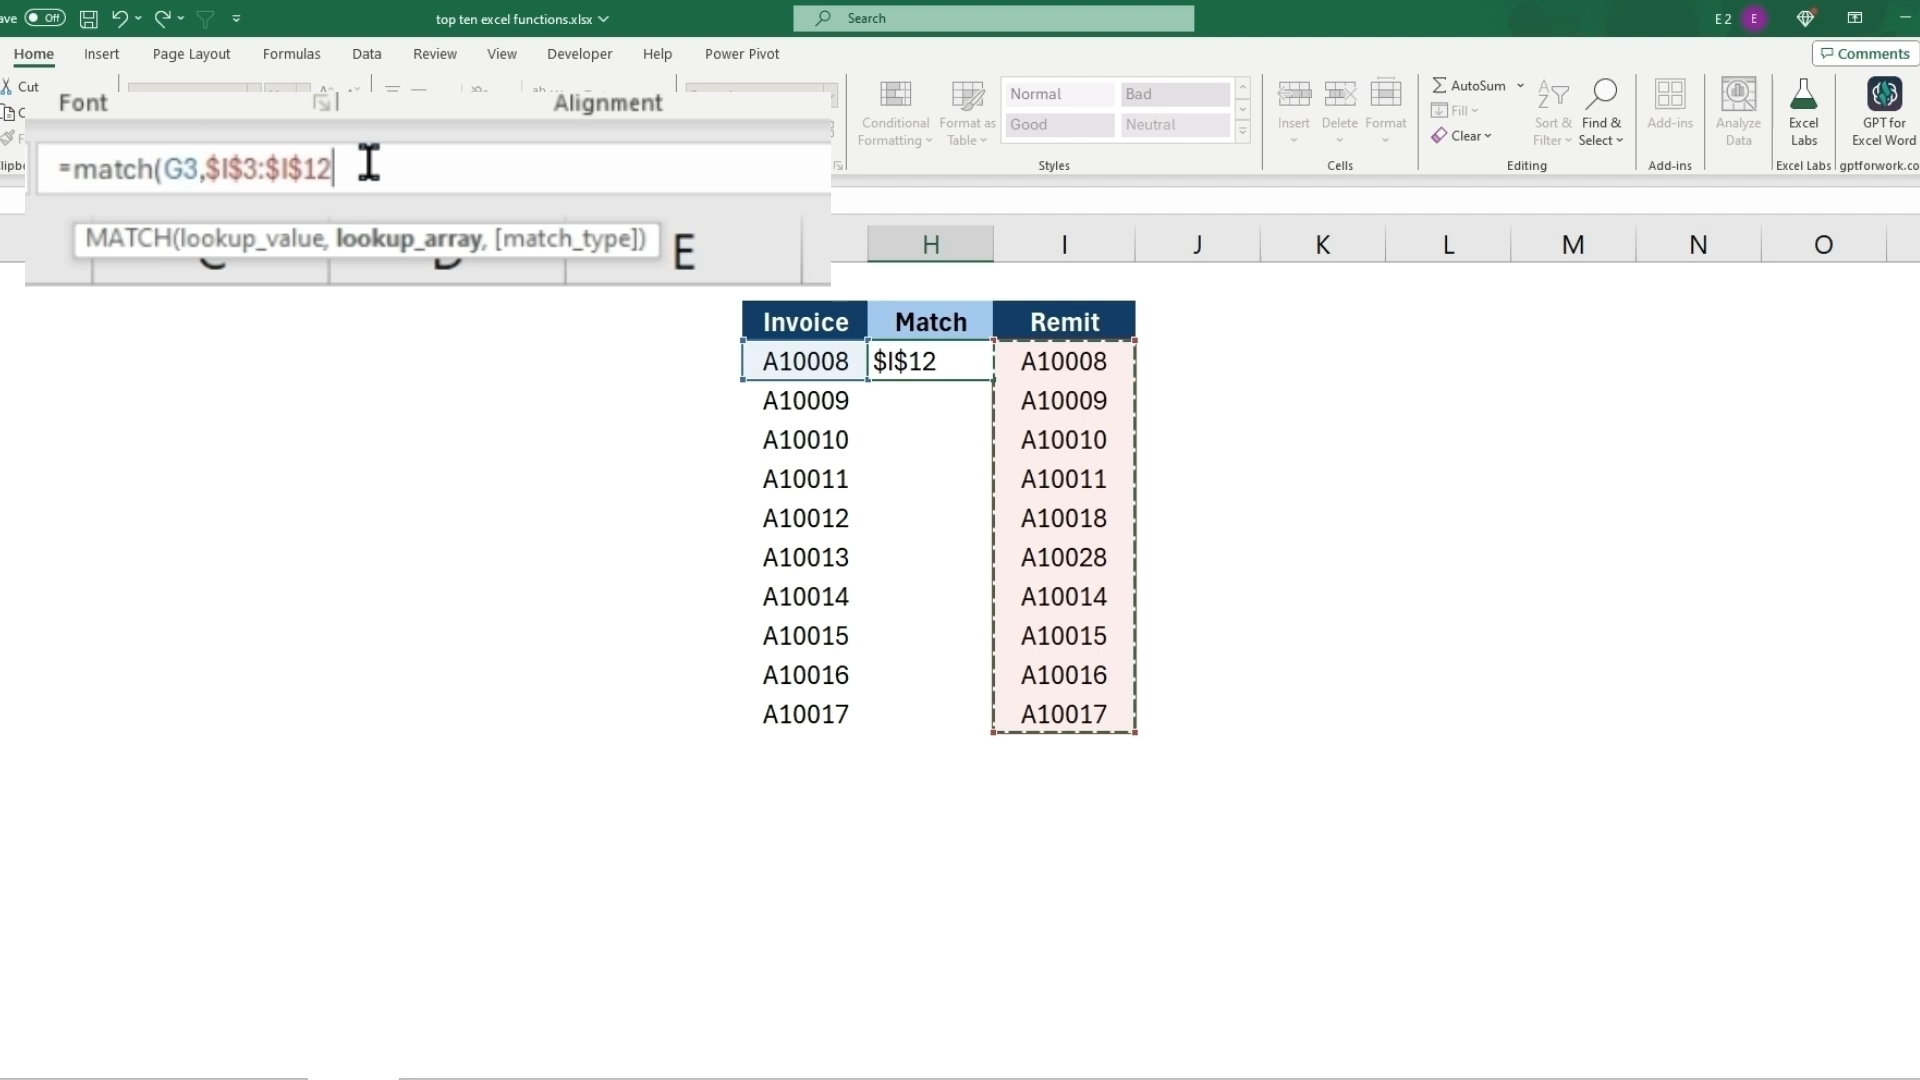 ave Off top ten excel functions.xlsx Search E 2 E
Home Insert Page Layout Formulas Data Review View Developer Help Power Pivot Comments
Cut
Font Alignment
Conditional Formatting
Format as Table
Normal Bad
Good Neutral
Styles
Insert Delete Format
Cells
AutoSum
Fill
Clear
Sort & Filter
Find & Select
Editing
Add-ins
Add-ins
Analyze Data
Excel Labs
Excel Labs
GPT for Excel Word
gptforwork.co
=match(G3,$I$3:$I$12
MATCH(lookup_value, lookup_array, [match_type])
E H I J K L M N O
Invoice Match Remit
A10008 $I$12 A10008
A10009 A10009
A10010 A10010
A10011 A10011
A10012 A10018
A10013 A10028
A10014 A10014
A10015 A10015
A10016 A10016
A10017 A10017